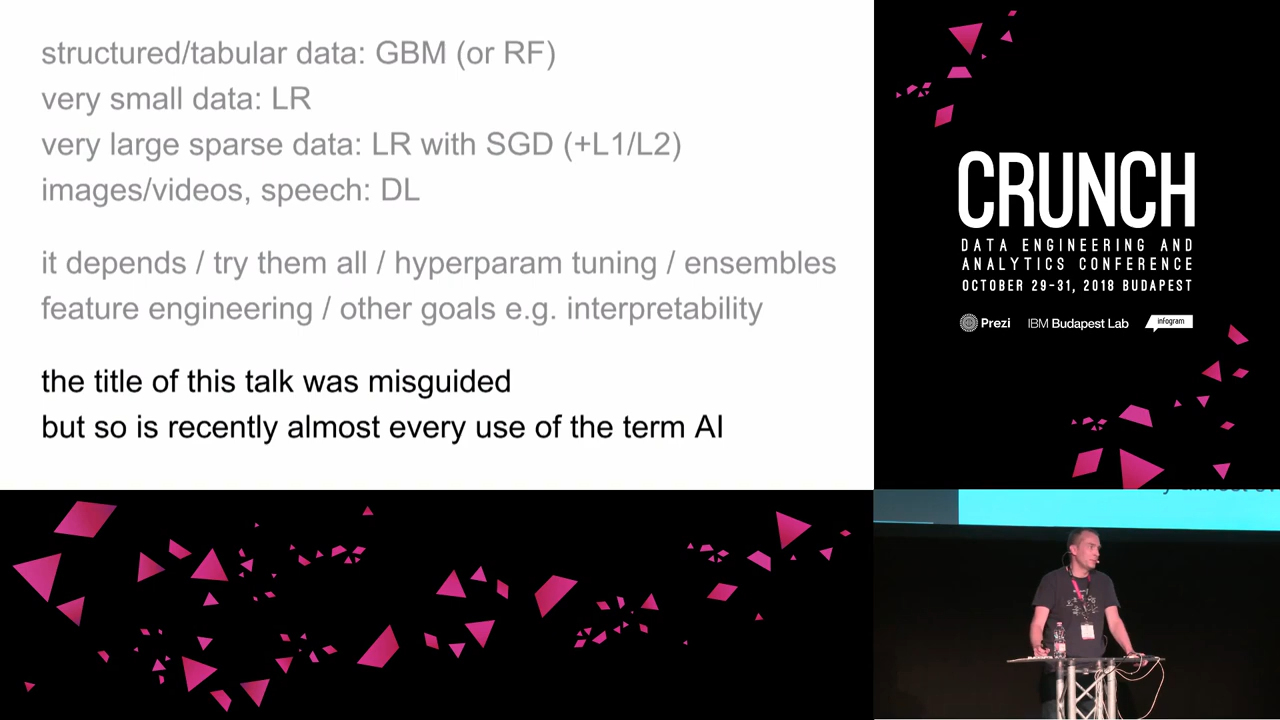 structured/tabular data: GBM (or RF)
very small data: LR
very large sparse data: LR with SGD (+L1/L2)
images/videos, speech: DL
it depends / try them all / hyperparam tuning / ensembles
feature engineering / other goals e.g. interpretability
the title of this talk was misguided
but so is recently almost every use of the term AI
CRUNCH
DATA ENGINEERING AND
ANALYTICS CONFERENCE
OCTOBER 29-31, 2018 BUDAPEST
Prezi IBM Budapest Lab infogram